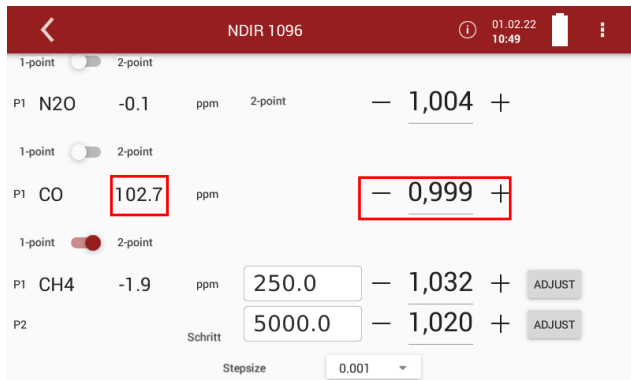 NDIR 1096
01.02.22
10:49
1-point 2-point
P1 N2O -0.1 ppm 2-point — 1,004 +
1-point 2-point
P1 CO 102.7 ppm — 0,999 +
1-point 2-point
P1 CH4 -1.9 ppm 250.0 — 1,032 + ADJUST
P2 Schritt 5000.0 — 1,020 + ADJUST
Stepsize 0.001